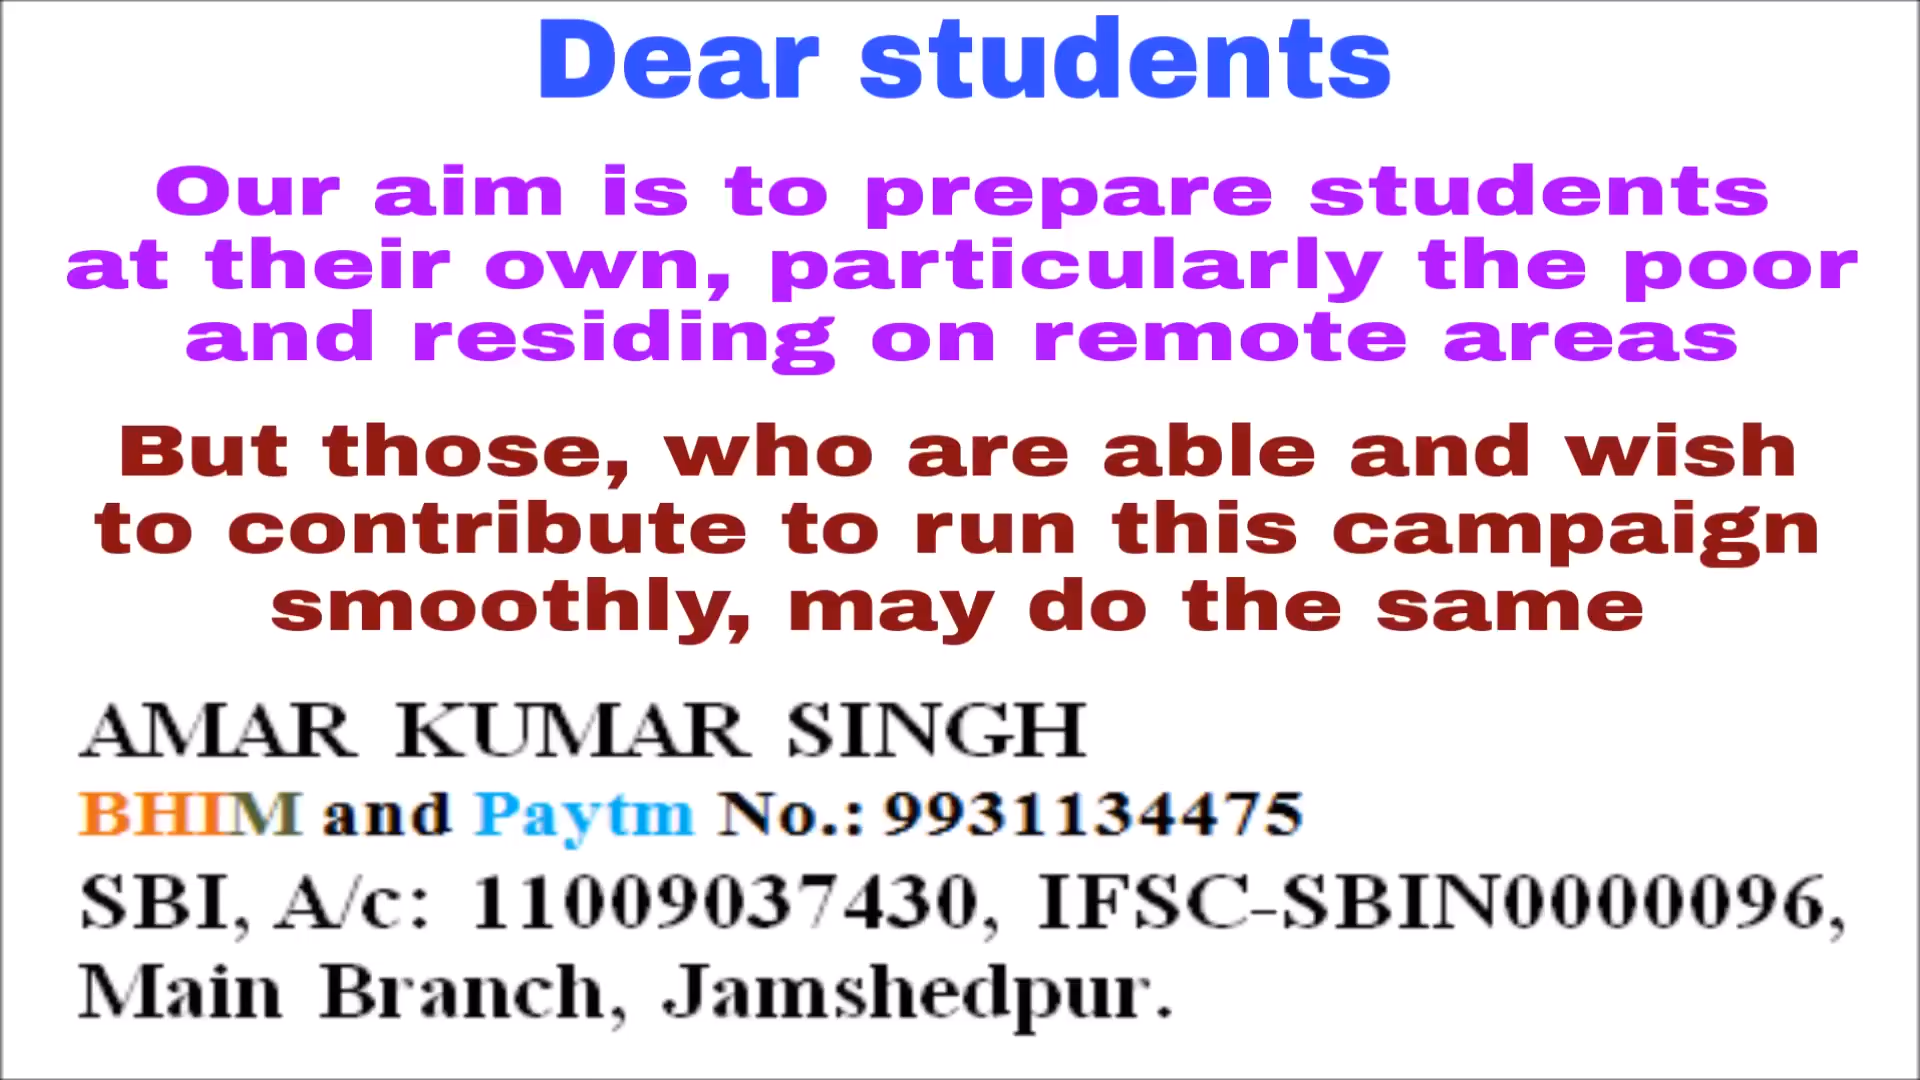 Dear students
Our aim is to prepare students
at their own, particularly the poor
and residing on remote areas
But those, who are able and wish
to contribute to run this campaign
smoothly, may do the same
AMAR KUMAR SINGH
BHIM and Paytm No.: 9931134475
SBI, A/c: 11009037430, IFSC-SBIN0000096,
Main Branch, Jamshedpur.